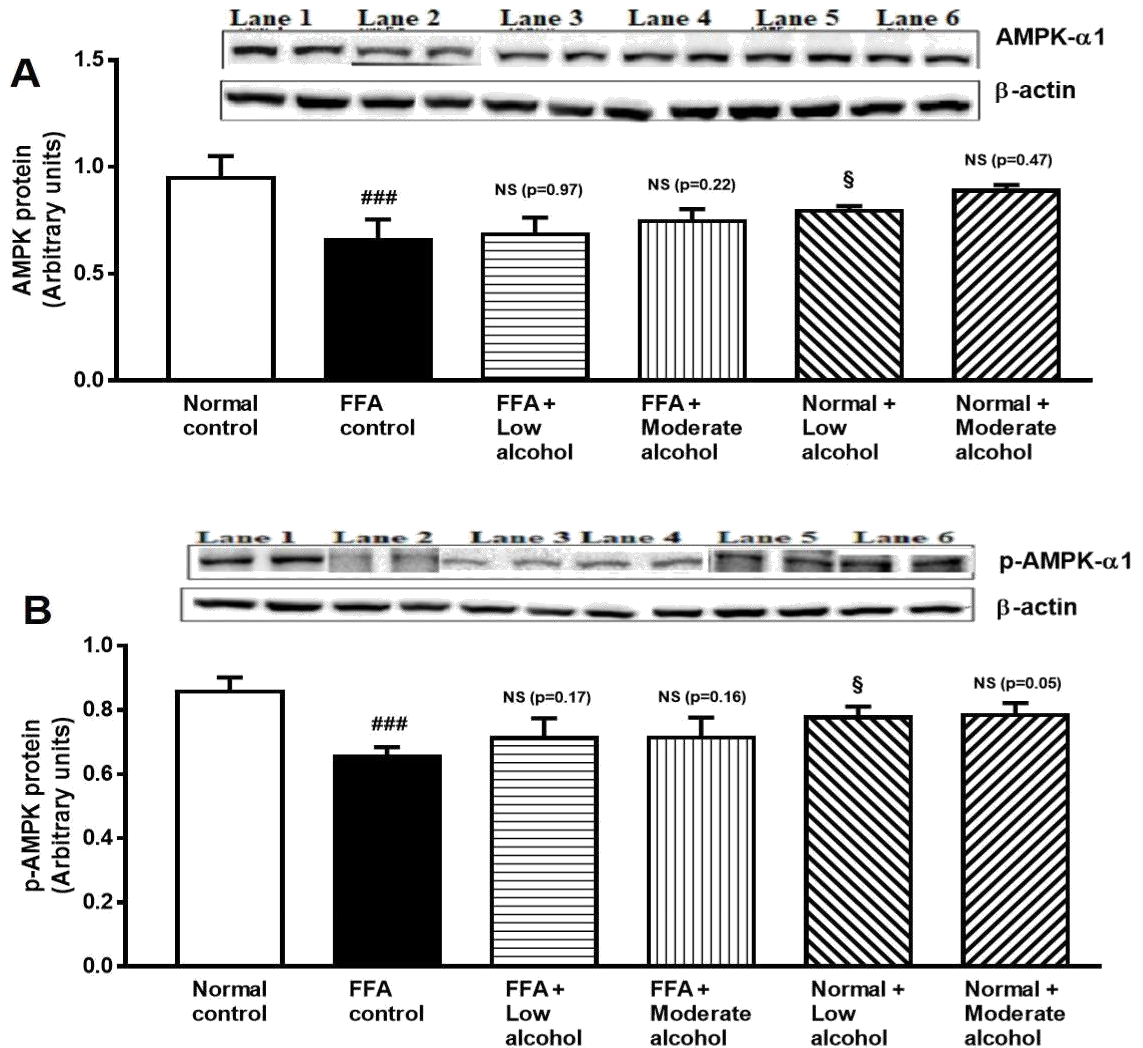 Lane 1 Lane 2 Lane 3 Lane 4 Lane 5 Lane 6
AMPK-α1
β-actin
A
AMPK protein
(Arbitrary units)
1.5
1.0
0.5
0.0
###
NS (p=0.97)
NS (p=0.22)
§
NS (p=0.47)
Normal
control
FFA
control
FFA +
Low
alcohol
FFA +
Moderate
alcohol
Normal +
Low
alcohol
Normal +
Moderate
alcohol
Lane 1 Lane 2 Lane 3 Lane 4 Lane 5 Lane 6
p-AMPK-α1
β-actin
B
p-AMPK protein
(Arbitrary units)
1.0
0.8
0.6
0.4
0.2
0.0
###
NS (p=0.17)
NS (p=0.16)
§
NS (p=0.05)
Normal
control
FFA
control
FFA +
Low
alcohol
FFA +
Moderate
alcohol
Normal +
Low
alcohol
Normal +
Moderate
alcohol